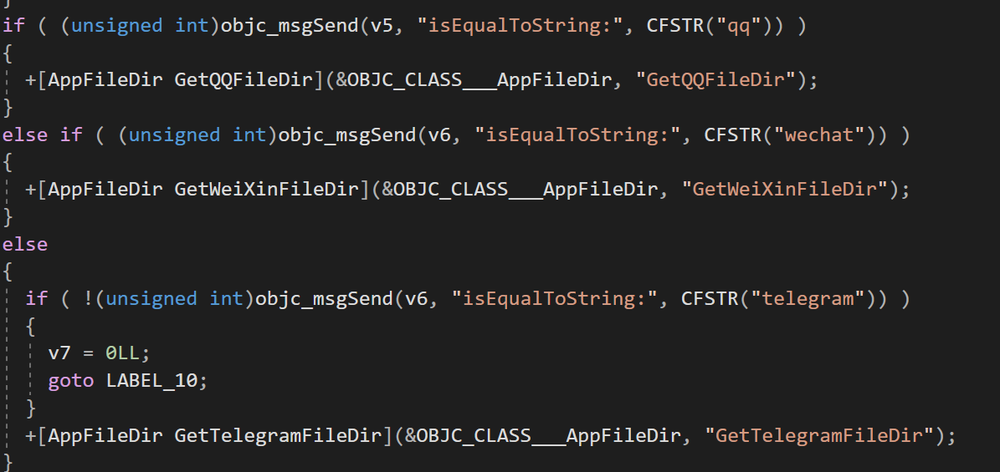 }
if ( (unsigned int)objc_msgSend(v5, "isEqualToString:", CFSTR("qq")) )
{
  +[AppFileDir GetQQFileDir](&OBJC_CLASS___AppFileDir, "GetQQFileDir");
}
else if ( (unsigned int)objc_msgSend(v6, "isEqualToString:", CFSTR("wechat")) )
{
  +[AppFileDir GetWeiXinFileDir](&OBJC_CLASS___AppFileDir, "GetWeiXinFileDir");
}
else
{
  if ( !(unsigned int)objc_msgSend(v6, "isEqualToString:", CFSTR("telegram")) )
  {
    v7 = 0LL;
    goto LABEL_10;
  }
  +[AppFileDir GetTelegramFileDir](&OBJC_CLASS___AppFileDir, "GetTelegramFileDir");
}